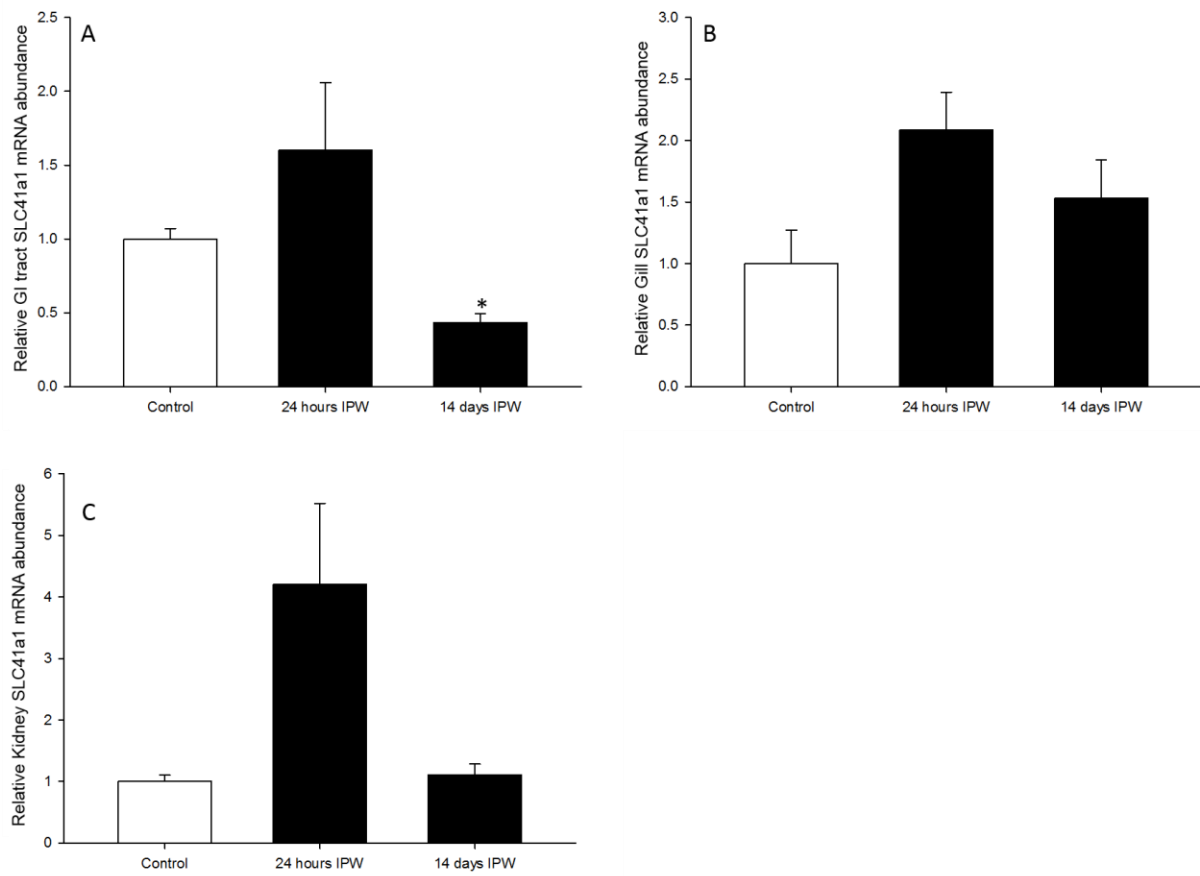 A
Relative GI tract SLC41a1 mRNA abundance
2.5
2.0
1.5
1.0
0.5
0.0
*
Control 24 hours IPW 14 days IPW
B
Relative Gill SLC41a1 mRNA abundance
3.0
2.5
2.0
1.5
1.0
0.5
0.0
Control 24 hours IPW 14 days IPW
C
Relative Kidney SLC41a1 mRNA abundance
6
5
4
3
2
1
0
Control 24 hours IPW 14 days IPW